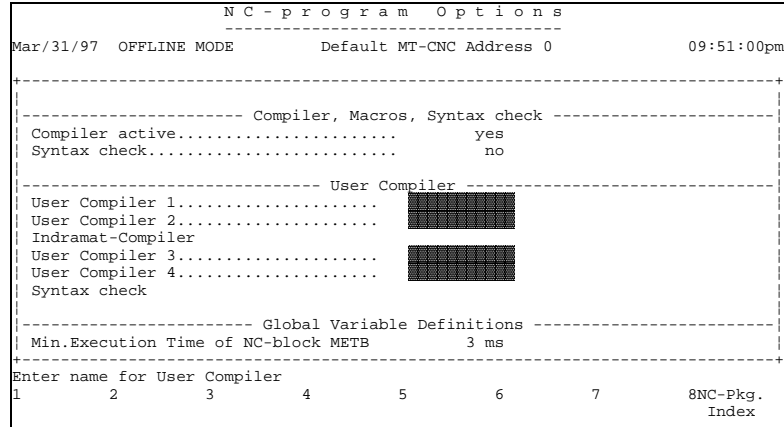 N C - p r o g r a m   O p t i o n s
-----------------------------------
Mar/31/97  OFFLINE MODE        Default MT-CNC Address 0              09:51:00pm
+-------------------------------------------------------------------------------+
|----------------------- Compiler, Macros, Syntax check -----------------------|
Compiler active.......................        yes
Syntax check..........................         no
|------------------------------- User Compiler --------------------------------|
User Compiler 1.....................
User Compiler 2.....................
Indramat-Compiler
User Compiler 3.....................
User Compiler 4.....................
Syntax check
|------------------------ Global Variable Definitions -------------------------|
Min.Execution Time of NC-block METB          3 ms
+-------------------------------------------------------------------------------+
Enter name for User Compiler
1         2         3         4         5         6         7         8NC-Pkg.
Index